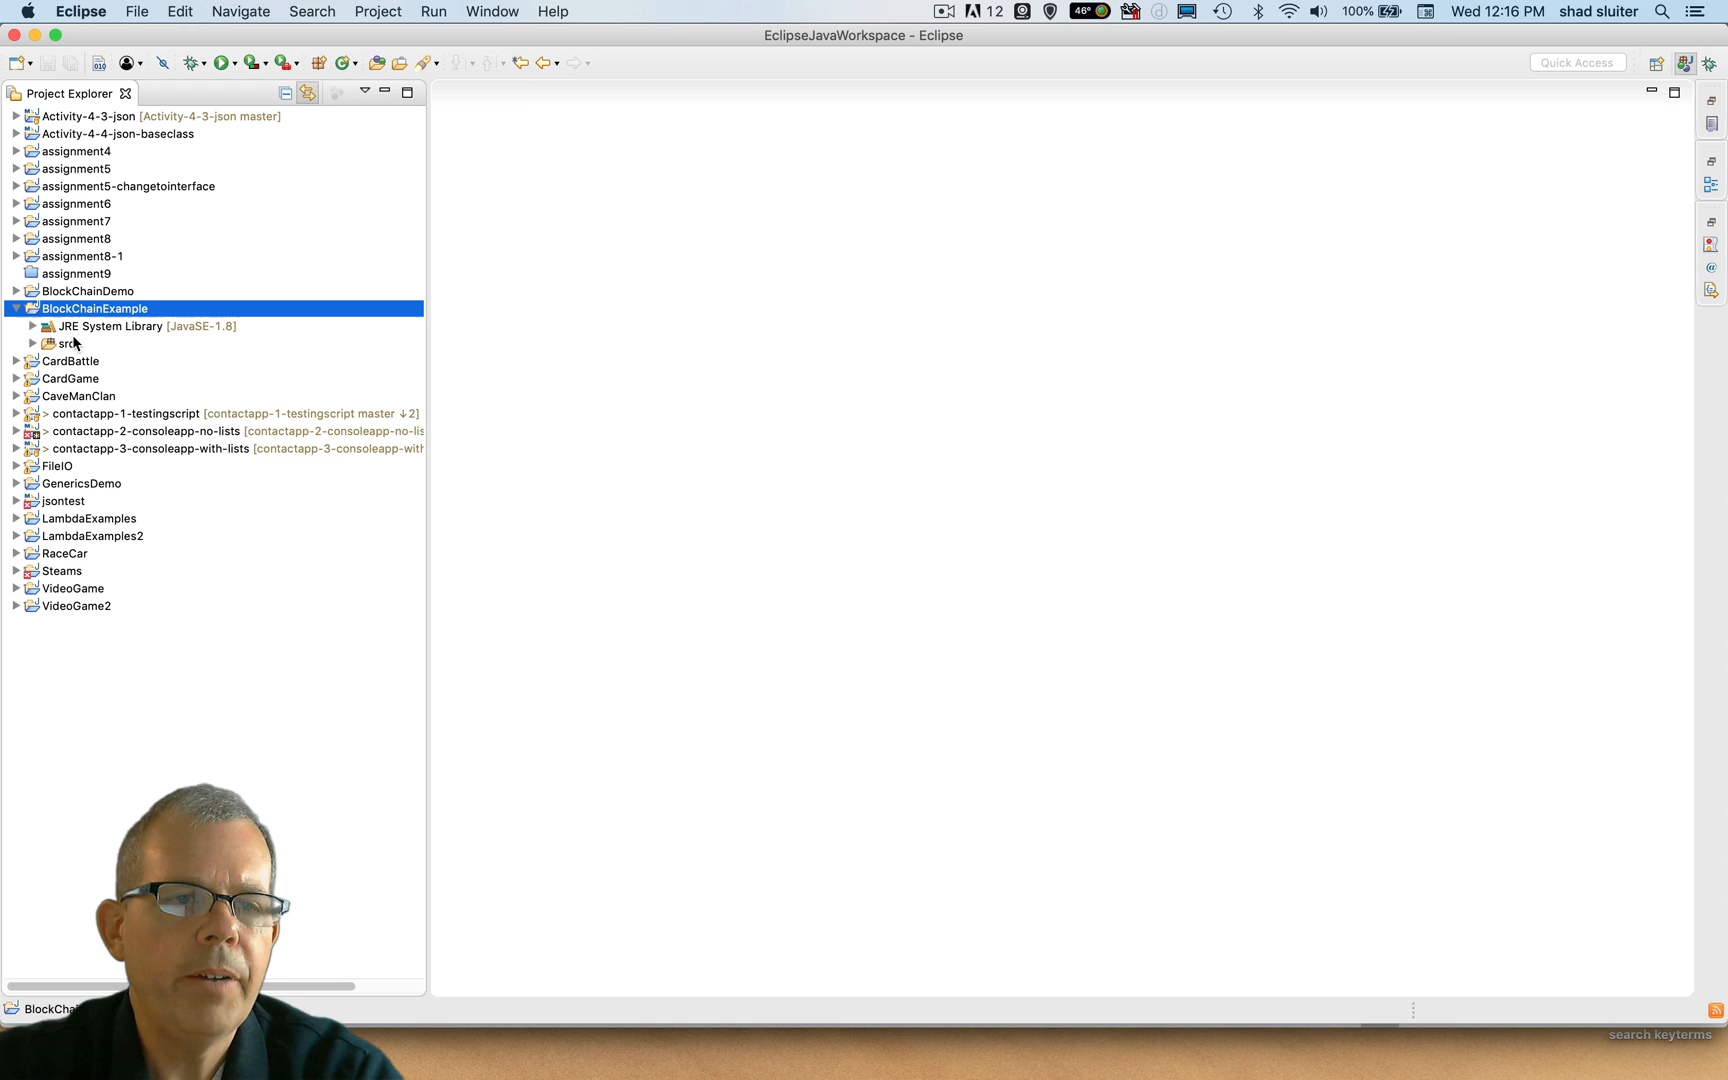 Eclipse File Edit Navigate Search Project Run Window Help 12 46° 100% Wed 12:16 PM shad sluiter
EclipseJavaWorkspace - Eclipse
Quick Access
Project Explorer
Activity-4-3-json [Activity-4-3-json master]
Activity-4-4-json-baseclass
assignment4
assignment5
assignment5-changetointerface
assignment6
assignment7
assignment8
assignment8-1
assignment9
BlockChainDemo
BlockChainExample
JRE System Library [JavaSE-1.8]
src
CardBattle
CardGame
CaveManClan
> contactapp-1-testingscript [contactapp-1-testingscript master ↓2]
> contactapp-2-consoleapp-no-lists [contactapp-2-consoleapp-no-lis
> contactapp-3-consoleapp-with-lists [contactapp-3-consoleapp-with
FileIO
GenericsDemo
jsontest
LambdaExamples
LambdaExamples2
RaceCar
Steams
VideoGame
VideoGame2
BlockCha
search keyterms